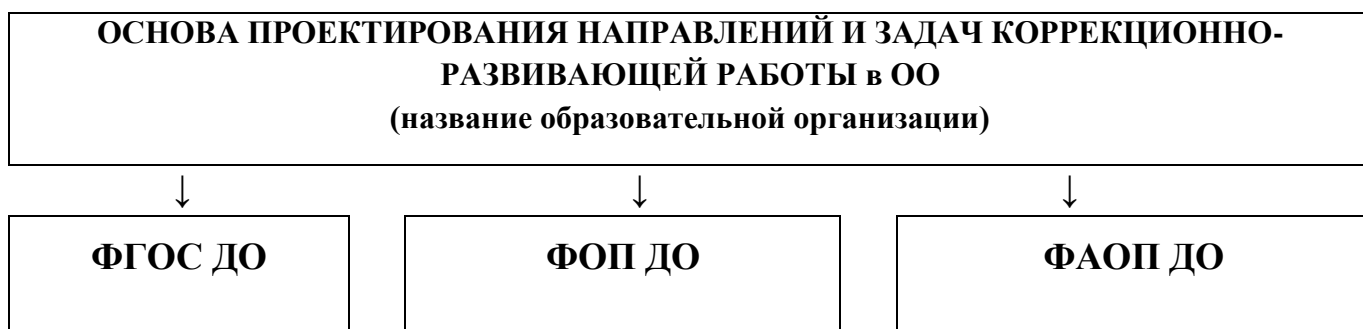 ОСНОВА ПРОЕКТИРОВАНИЯ НАПРАВЛЕНИЙ И ЗАДАЧ КОРРЕКЦИОННО-
РАЗВИВАЮЩЕЙ РАБОТЫ в ОО
(название образовательной организации)
↓ ↓ ↓
ФГОС ДО ФОП ДО ФАОП ДО